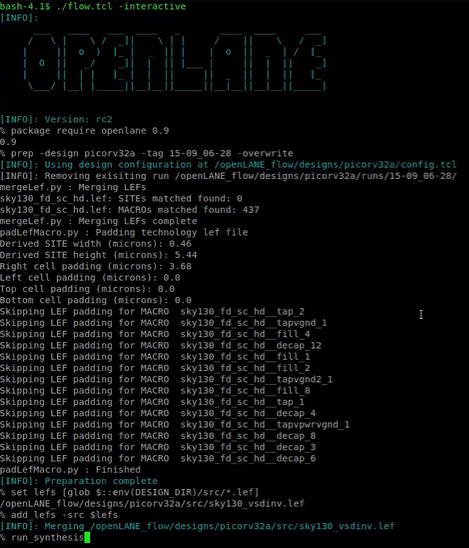 bash-4.1$ ./flow.tcl -interactive
[INFO]:
OPENLANE
[INFO]: Version: rc2
% package require openlane 0.9
0.9
% prep -design picorv32a -tag 15-09_06-28 -overwrite
[INFO]: Using design configuration at /openLANE_flow/designs/picorv32a/config.tcl
[INFO]: Removing exisiting run /openLANE_flow/designs/picorv32a/runs/15-09_06-28/
mergeLef.py : Merging LEFs
sky130_fd_sc_hd.lef: SITEs matched found: 0
sky130_fd_sc_hd.lef: MACROs matched found: 437
mergeLef.py : Merging LEFs complete
padLefMacro.py : Padding technology lef file
Derived SITE width (microns): 0.46
Derived SITE height (microns): 5.44
Right cell padding (microns): 3.68
Left cell padding (microns): 0.0
Top cell padding (microns): 0.0
Bottom cell padding (microns): 0.0
Skipping LEF padding for MACRO  sky130_fd_sc_hd__tap_2
Skipping LEF padding for MACRO  sky130_fd_sc_hd__tapvgnd_1
Skipping LEF padding for MACRO  sky130_fd_sc_hd__fill_4
Skipping LEF padding for MACRO  sky130_fd_sc_hd__decap_12
Skipping LEF padding for MACRO  sky130_fd_sc_hd__fill_1
Skipping LEF padding for MACRO  sky130_fd_sc_hd__fill_2
Skipping LEF padding for MACRO  sky130_fd_sc_hd__tapvgnd2_1
Skipping LEF padding for MACRO  sky130_fd_sc_hd__fill_8
Skipping LEF padding for MACRO  sky130_fd_sc_hd__tap_1
Skipping LEF padding for MACRO  sky130_fd_sc_hd__decap_4
Skipping LEF padding for MACRO  sky130_fd_sc_hd__tapvpwrvgnd_1
Skipping LEF padding for MACRO  sky130_fd_sc_hd__decap_8
Skipping LEF padding for MACRO  sky130_fd_sc_hd__decap_3
Skipping LEF padding for MACRO  sky130_fd_sc_hd__decap_6
padLefMacro.py : Finished
[INFO]: Preparation complete
% set lefs [glob $::env(DESIGN_DIR)/src/*.lef]
/openLANE_flow/designs/picorv32a/src/sky130_vsdinv.lef
% add_lefs -src $lefs
[INFO]: Merging /openLANE_flow/designs/picorv32a/src/sky130_vsdinv.lef
% run_synthesis